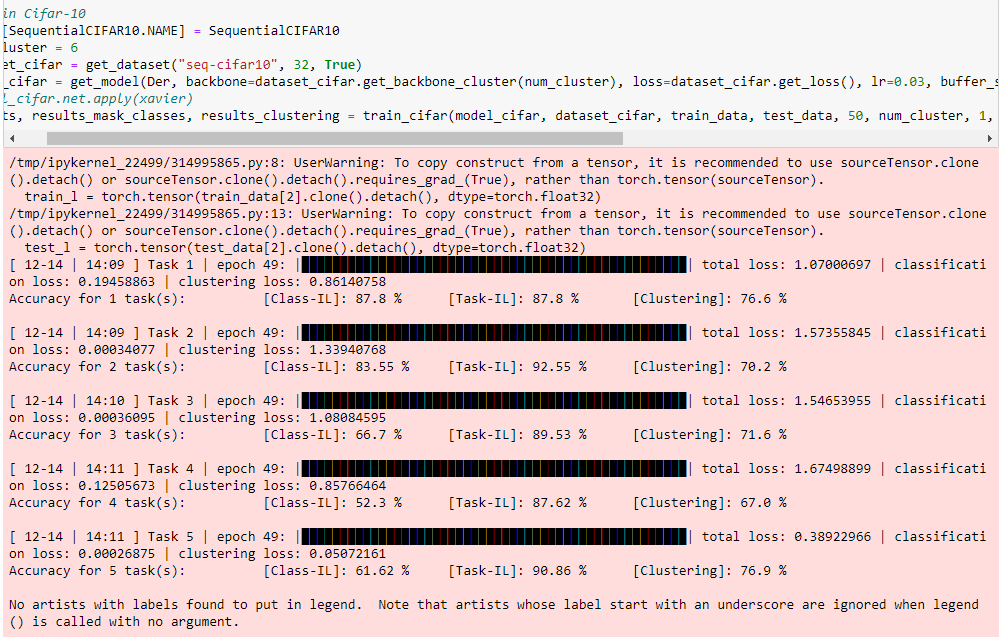 in Cifar-10
[SequentialCIFAR10.NAME] = SequentialCIFAR10
luster = 6
et_cifar = get_dataset("seq-cifar10", 32, True)
_cifar = get_model(Der, backbone=dataset_cifar.get_backbone_cluster(num_cluster), loss=dataset_cifar.get_loss(), lr=0.03, buffer_s
l_cifar.net.apply(xavier)
ts, results_mask_classes, results_clustering = train_cifar(model_cifar, dataset_cifar, train_data, test_data, 50, num_cluster, 1,
/tmp/ipykernel_22499/314995865.py:8: UserWarning: To copy construct from a tensor, it is recommended to use sourceTensor.clone
().detach() or sourceTensor.clone().detach().requires_grad_(True), rather than torch.tensor(sourceTensor).
train_l = torch.tensor(train_data[2].clone().detach(), dtype=torch.float32)
/tmp/ipykernel_22499/314995865.py:13: UserWarning: To copy construct from a tensor, it is recommended to use sourceTensor.clone
().detach() or sourceTensor.clone().detach().requires_grad_(True), rather than torch.tensor(sourceTensor).
test_l = torch.tensor(test_data[2].clone().detach(), dtype=torch.float32)
[ 12-14 | 14:09 ] Task 1 | epoch 49: | | total loss: 1.07000697 | classificati
on loss: 0.19458863 | clustering loss: 0.86140758
Accuracy for 1 task(s): [Class-IL]: 87.8 % [Task-IL]: 87.8 % [Clustering]: 76.6 %
[ 12-14 | 14:09 ] Task 2 | epoch 49: | | total loss: 1.57355845 | classificati
on loss: 0.00034077 | clustering loss: 1.33940768
Accuracy for 2 task(s): [Class-IL]: 83.55 % [Task-IL]: 92.55 % [Clustering]: 70.2 %
[ 12-14 | 14:10 ] Task 3 | epoch 49: | | total loss: 1.54653955 | classificati
on loss: 0.00036095 | clustering loss: 1.08084595
Accuracy for 3 task(s): [Class-IL]: 66.7 % [Task-IL]: 89.53 % [Clustering]: 71.6 %
[ 12-14 | 14:11 ] Task 4 | epoch 49: | | total loss: 1.67498899 | classificati
on loss: 0.12505673 | clustering loss: 0.85766464
Accuracy for 4 task(s): [Class-IL]: 52.3 % [Task-IL]: 87.62 % [Clustering]: 67.0 %
[ 12-14 | 14:11 ] Task 5 | epoch 49: | | total loss: 0.38922966 | classificati
on loss: 0.00026875 | clustering loss: 0.05072161
Accuracy for 5 task(s): [Class-IL]: 61.62 % [Task-IL]: 90.86 % [Clustering]: 76.9 %
No artists with labels found to put in legend.  Note that artists whose label start with an underscore are ignored when legend
() is called with no argument.